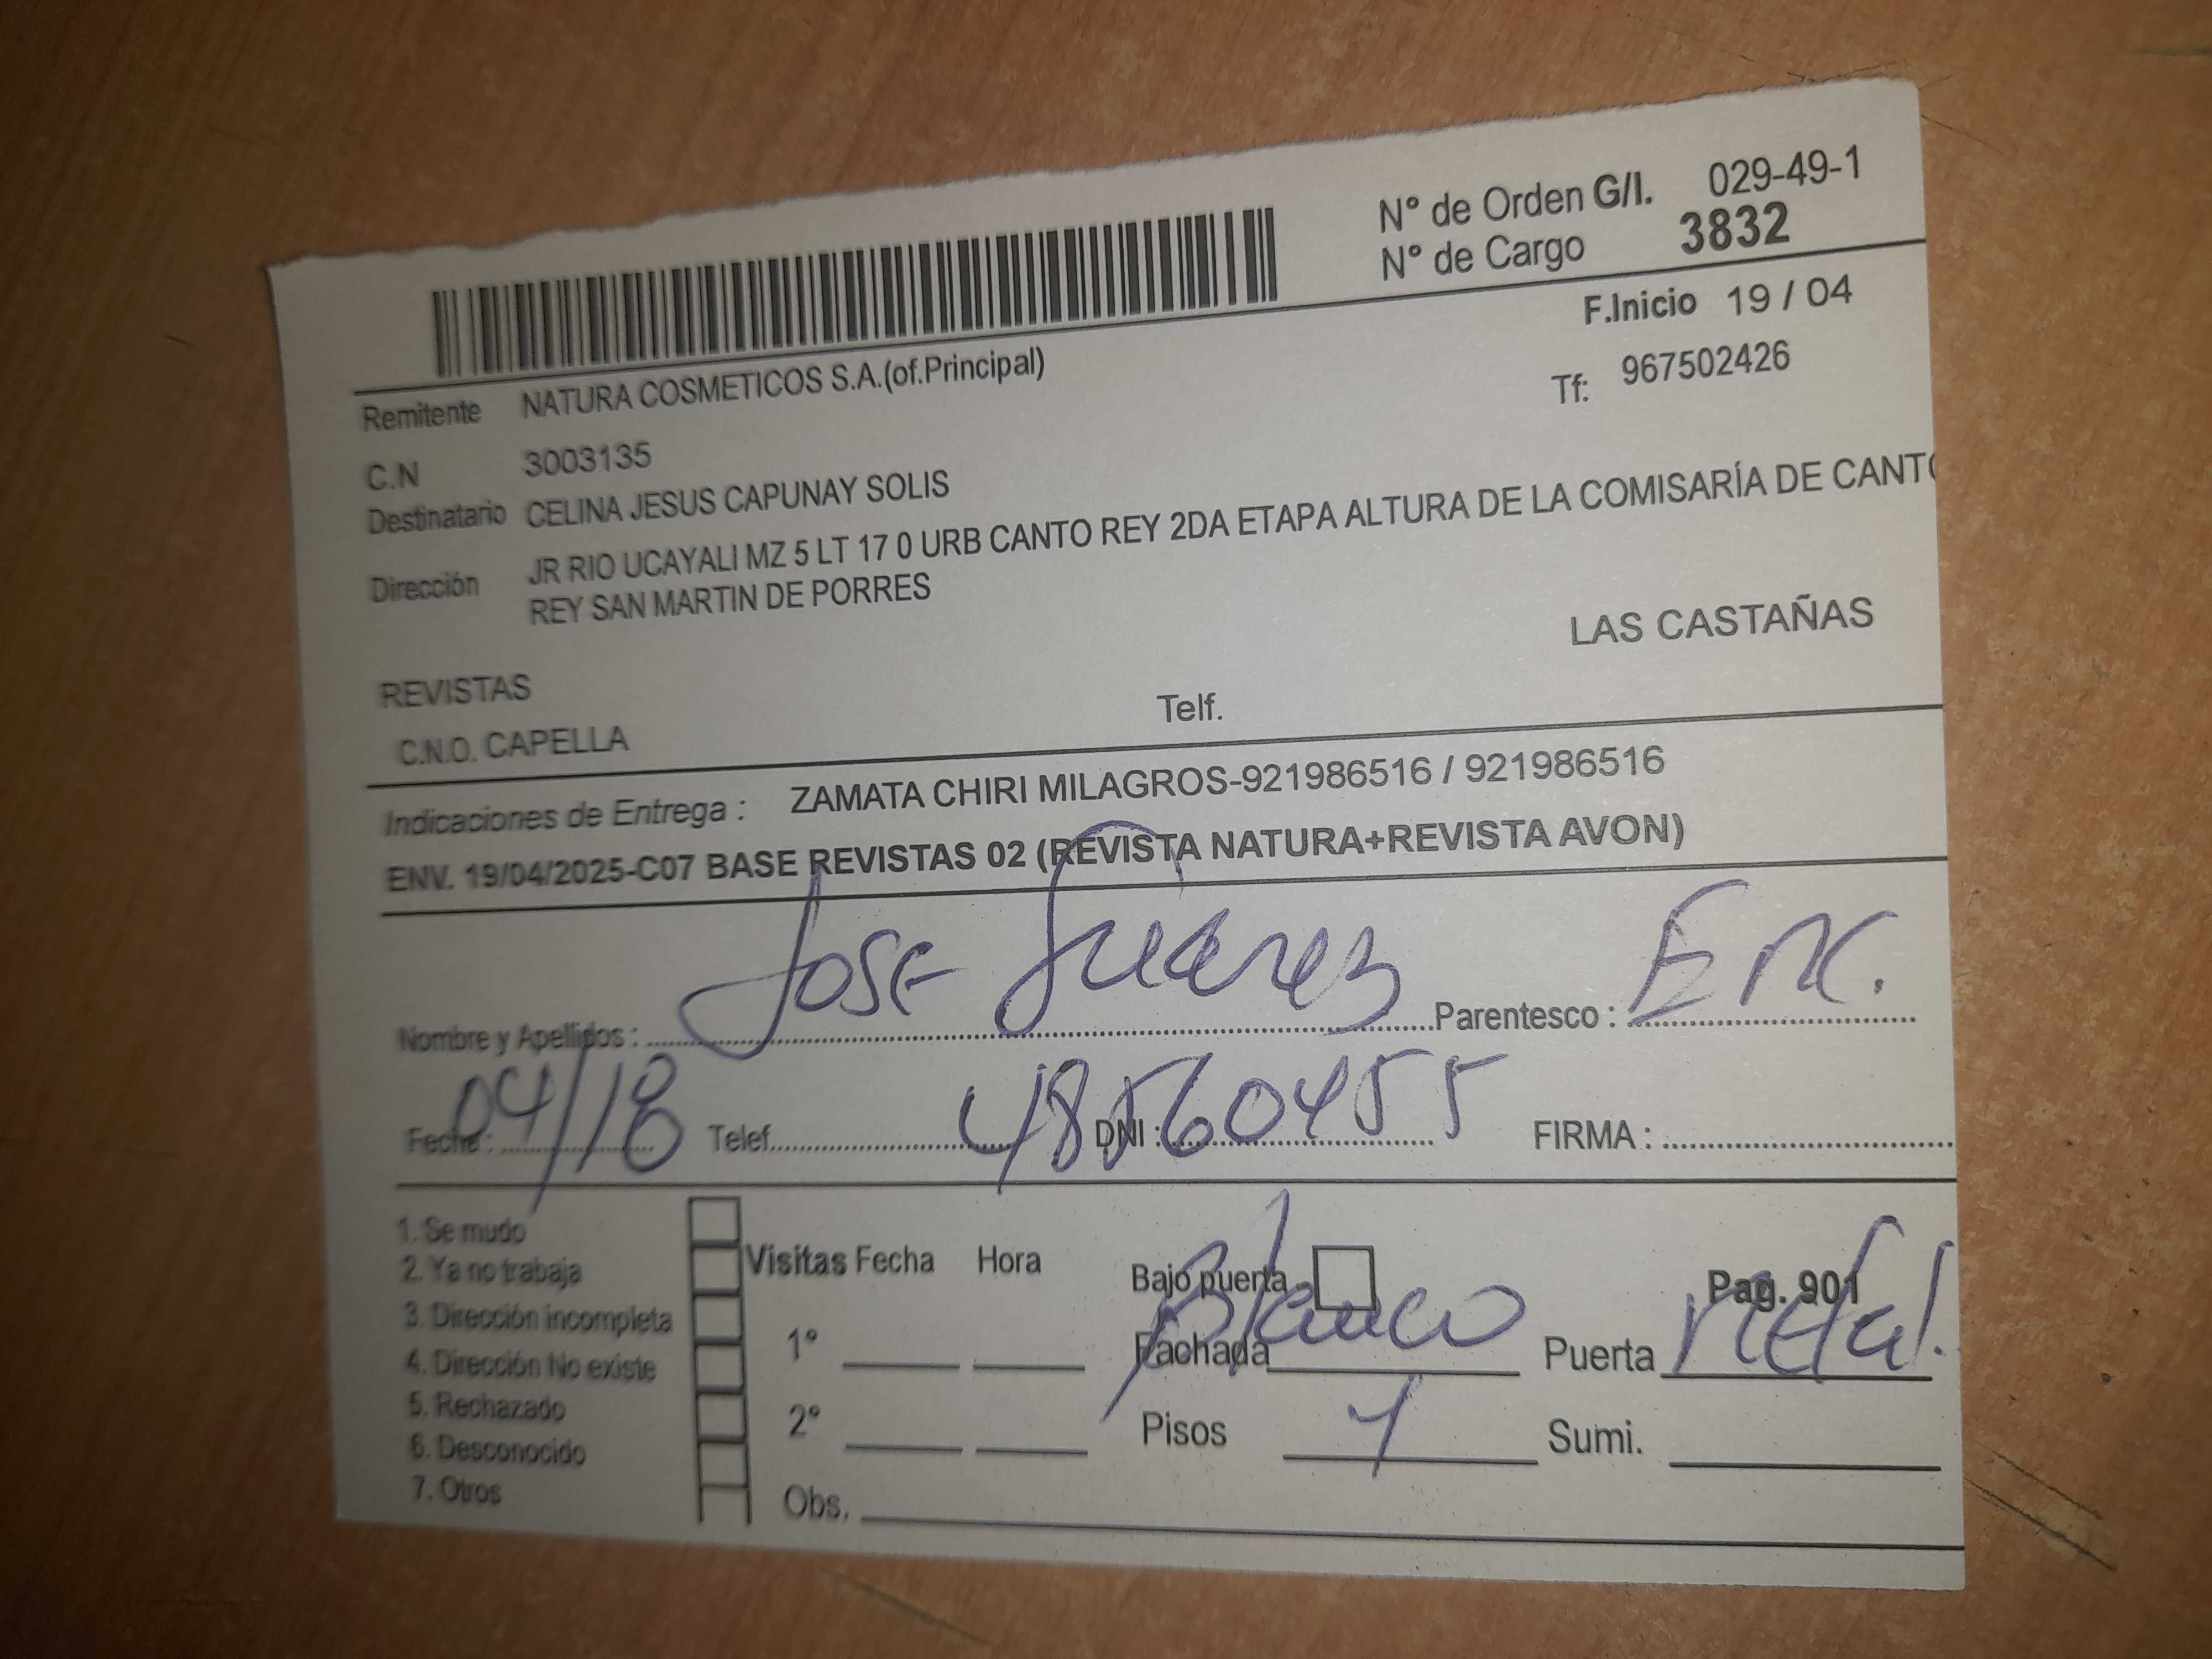 N° de Orden G/I. 029-49-1
N° de Cargo 3832
F.Inicio 19 / 04
Remitente NATURA COSMETICOS S.A.(of.Principal)
Tf: 967502426
C.N 3003135
Destinatario CELINA JESUS CAPUNAY SOLIS
Dirección JR RIO UCAYALI MZ 5 LT 17 0 URB CANTO REY 2DA ETAPA ALTURA DE LA COMISARÍA DE CANTO
REY SAN MARTIN DE PORRES
LAS CASTAÑAS
REVISTAS
C.N.O. CAPELLA Telf.
Indicaciones de Entrega : ZAMATA CHIRI MILAGROS-921986516 / 921986516
ENV. 19/04/2025-C07 BASE REVISTAS 02 (REVISTA NATURA+REVISTA AVON)
Nombre y Apellidos : Jose Suárez Parentesco : Enc.
Fecha : 04/18 Telef. DNI : 48560455 FIRMA :
1. Se mudo
2. Ya no trabaja
3. Dirección incompleta
4. Dirección No existe
5. Rechazado
6. Desconocido
7. Otros
Visitas Fecha Hora
1°
2°
Obs.
Bajo puerta Pag. 901
Fachada Blanco Puerta Metal.
Pisos 1 Sumi.